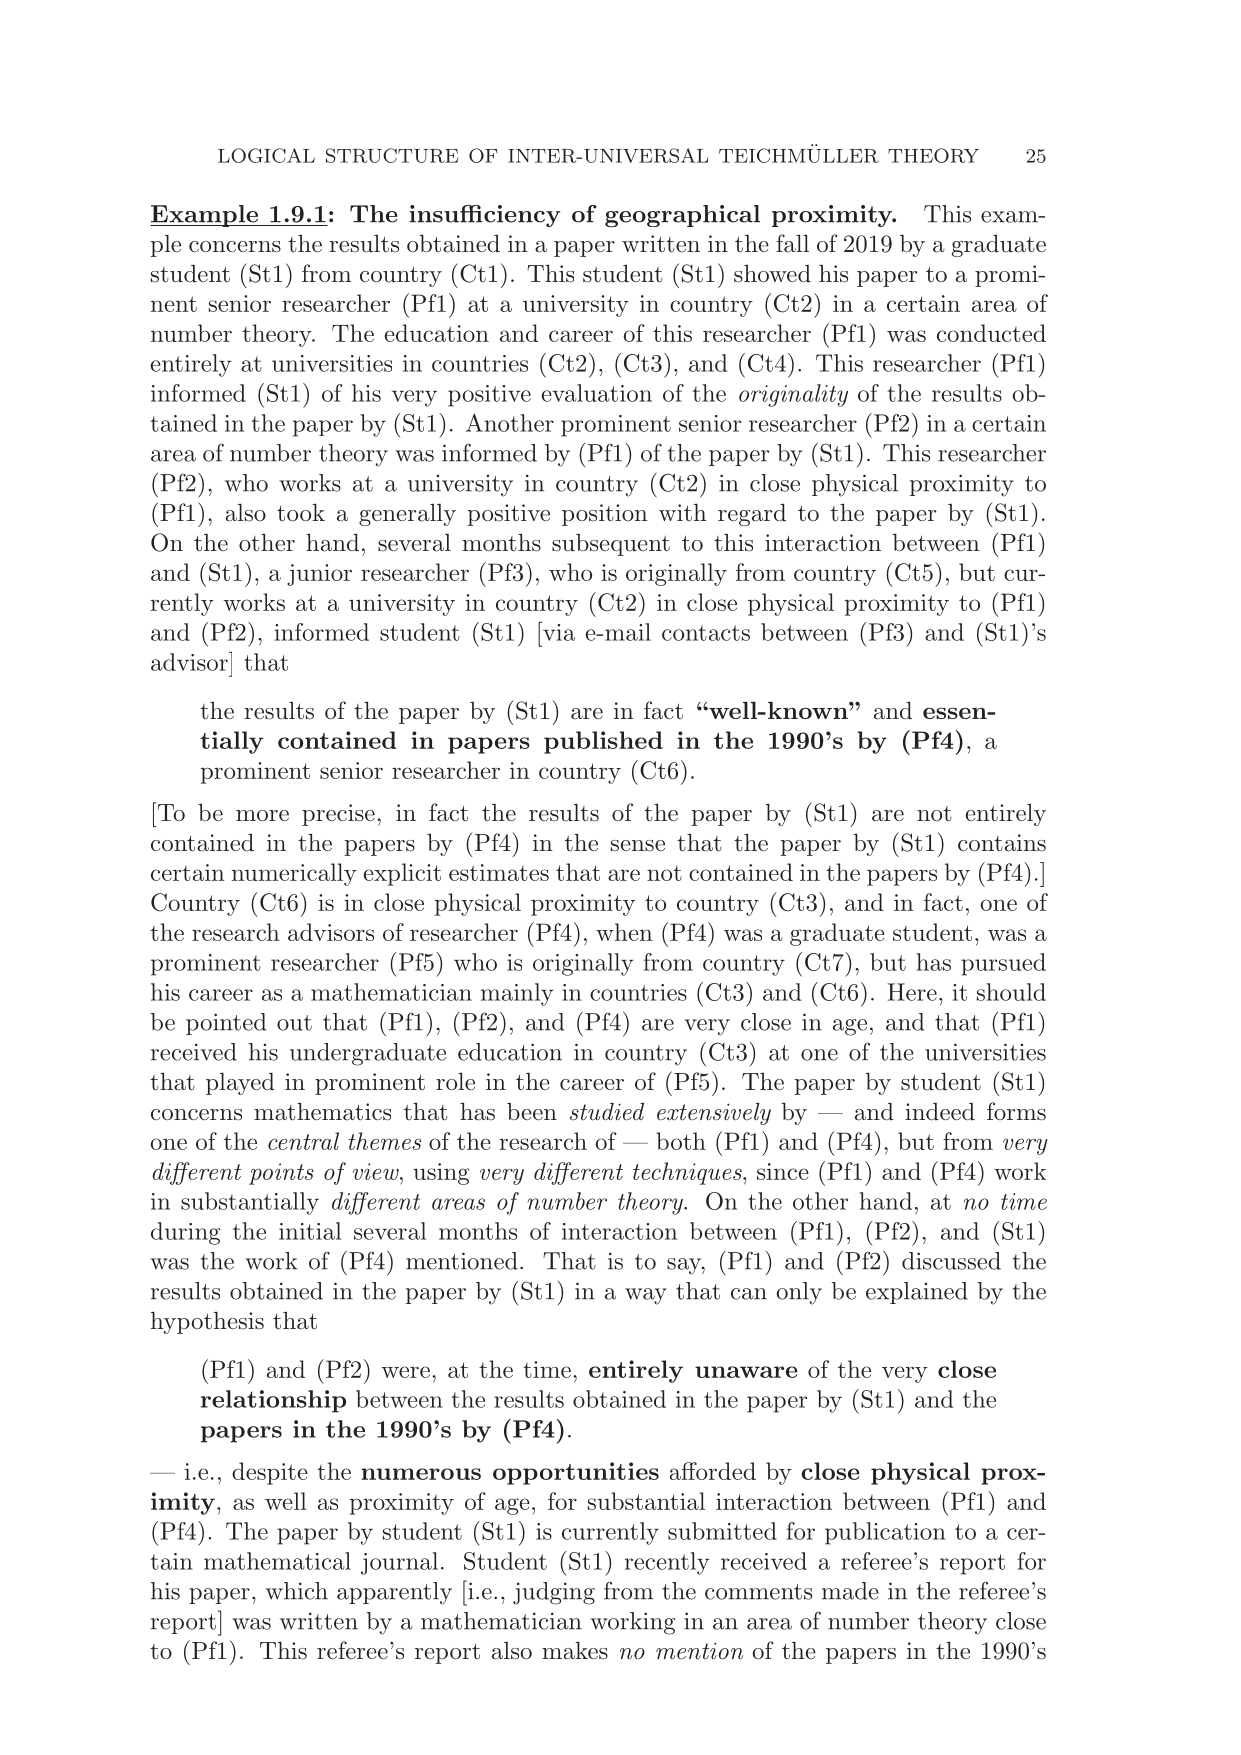 LOGICAL STRUCTURE OF INTER-UNIVERSAL TEICHMÜLLER THEORY 25
Example 1.9.1: The insufficiency of geographical proximity. This exam-
ple concerns the results obtained in a paper written in the fall of 2019 by a graduate
student (St1) from country (Ct1). This student (St1) showed his paper to a promi-
nent senior researcher (Pf1) at a university in country (Ct2) in a certain area of
number theory. The education and career of this researcher (Pf1) was conducted
entirely at universities in countries (Ct2), (Ct3), and (Ct4). This researcher (Pf1)
informed (St1) of his very positive evaluation of the originality of the results ob-
tained in the paper by (St1). Another prominent senior researcher (Pf2) in a certain
area of number theory was informed by (Pf1) of the paper by (St1). This researcher
(Pf2), who works at a university in country (Ct2) in close physical proximity to
(Pf1), also took a generally positive position with regard to the paper by (St1).
On the other hand, several months subsequent to this interaction between (Pf1)
and (St1), a junior researcher (Pf3), who is originally from country (Ct5), but cur-
rently works at a university in country (Ct2) in close physical proximity to (Pf1)
and (Pf2), informed student (St1) [via e-mail contacts between (Pf3) and (St1)'s
advisor] that
the results of the paper by (St1) are in fact “well-known” and essen-
tially contained in papers published in the 1990's by (Pf4), a
prominent senior researcher in country (Ct6).
[To be more precise, in fact the results of the paper by (St1) are not entirely
contained in the papers by (Pf4) in the sense that the paper by (St1) contains
certain numerically explicit estimates that are not contained in the papers by (Pf4).]
Country (Ct6) is in close physical proximity to country (Ct3), and in fact, one of
the research advisors of researcher (Pf4), when (Pf4) was a graduate student, was a
prominent researcher (Pf5) who is originally from country (Ct7), but has pursued
his career as a mathematician mainly in countries (Ct3) and (Ct6). Here, it should
be pointed out that (Pf1), (Pf2), and (Pf4) are very close in age, and that (Pf1)
received his undergraduate education in country (Ct3) at one of the universities
that played in prominent role in the career of (Pf5). The paper by student (St1)
concerns mathematics that has been studied extensively by — and indeed forms
one of the central themes of the research of — both (Pf1) and (Pf4), but from very
different points of view, using very different techniques, since (Pf1) and (Pf4) work
in substantially different areas of number theory. On the other hand, at no time
during the initial several months of interaction between (Pf1), (Pf2), and (St1)
was the work of (Pf4) mentioned. That is to say, (Pf1) and (Pf2) discussed the
results obtained in the paper by (St1) in a way that can only be explained by the
hypothesis that
(Pf1) and (Pf2) were, at the time, entirely unaware of the very close
relationship between the results obtained in the paper by (St1) and the
papers in the 1990's by (Pf4).
— i.e., despite the numerous opportunities afforded by close physical prox-
imity, as well as proximity of age, for substantial interaction between (Pf1) and
(Pf4). The paper by student (St1) is currently submitted for publication to a cer-
tain mathematical journal. Student (St1) recently received a referee's report for
his paper, which apparently [i.e., judging from the comments made in the referee's
report] was written by a mathematician working in an area of number theory close
to (Pf1). This referee's report also makes no mention of the papers in the 1990's